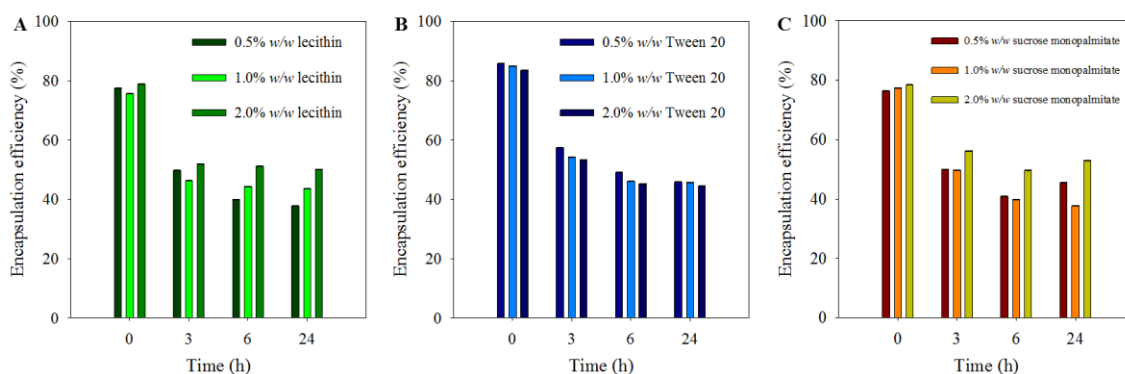 A
Encapsulation efficiency (%)
100
80
60
40
20
0
0.5% w/w lecithin
1.0% w/w lecithin
2.0% w/w lecithin
0 3 6 24
Time (h)
B
Encapsulation efficiency (%)
100
80
60
40
20
0
0.5% w/w Tween 20
1.0% w/w Tween 20
2.0% w/w Tween 20
0 3 6 24
Time (h)
C
Encapsulation efficiency (%)
100
80
60
40
20
0
0.5% w/w sucrose monopalmitate
1.0% w/w sucrose monopalmitate
2.0% w/w sucrose monopalmitate
0 3 6 24
Time (h)